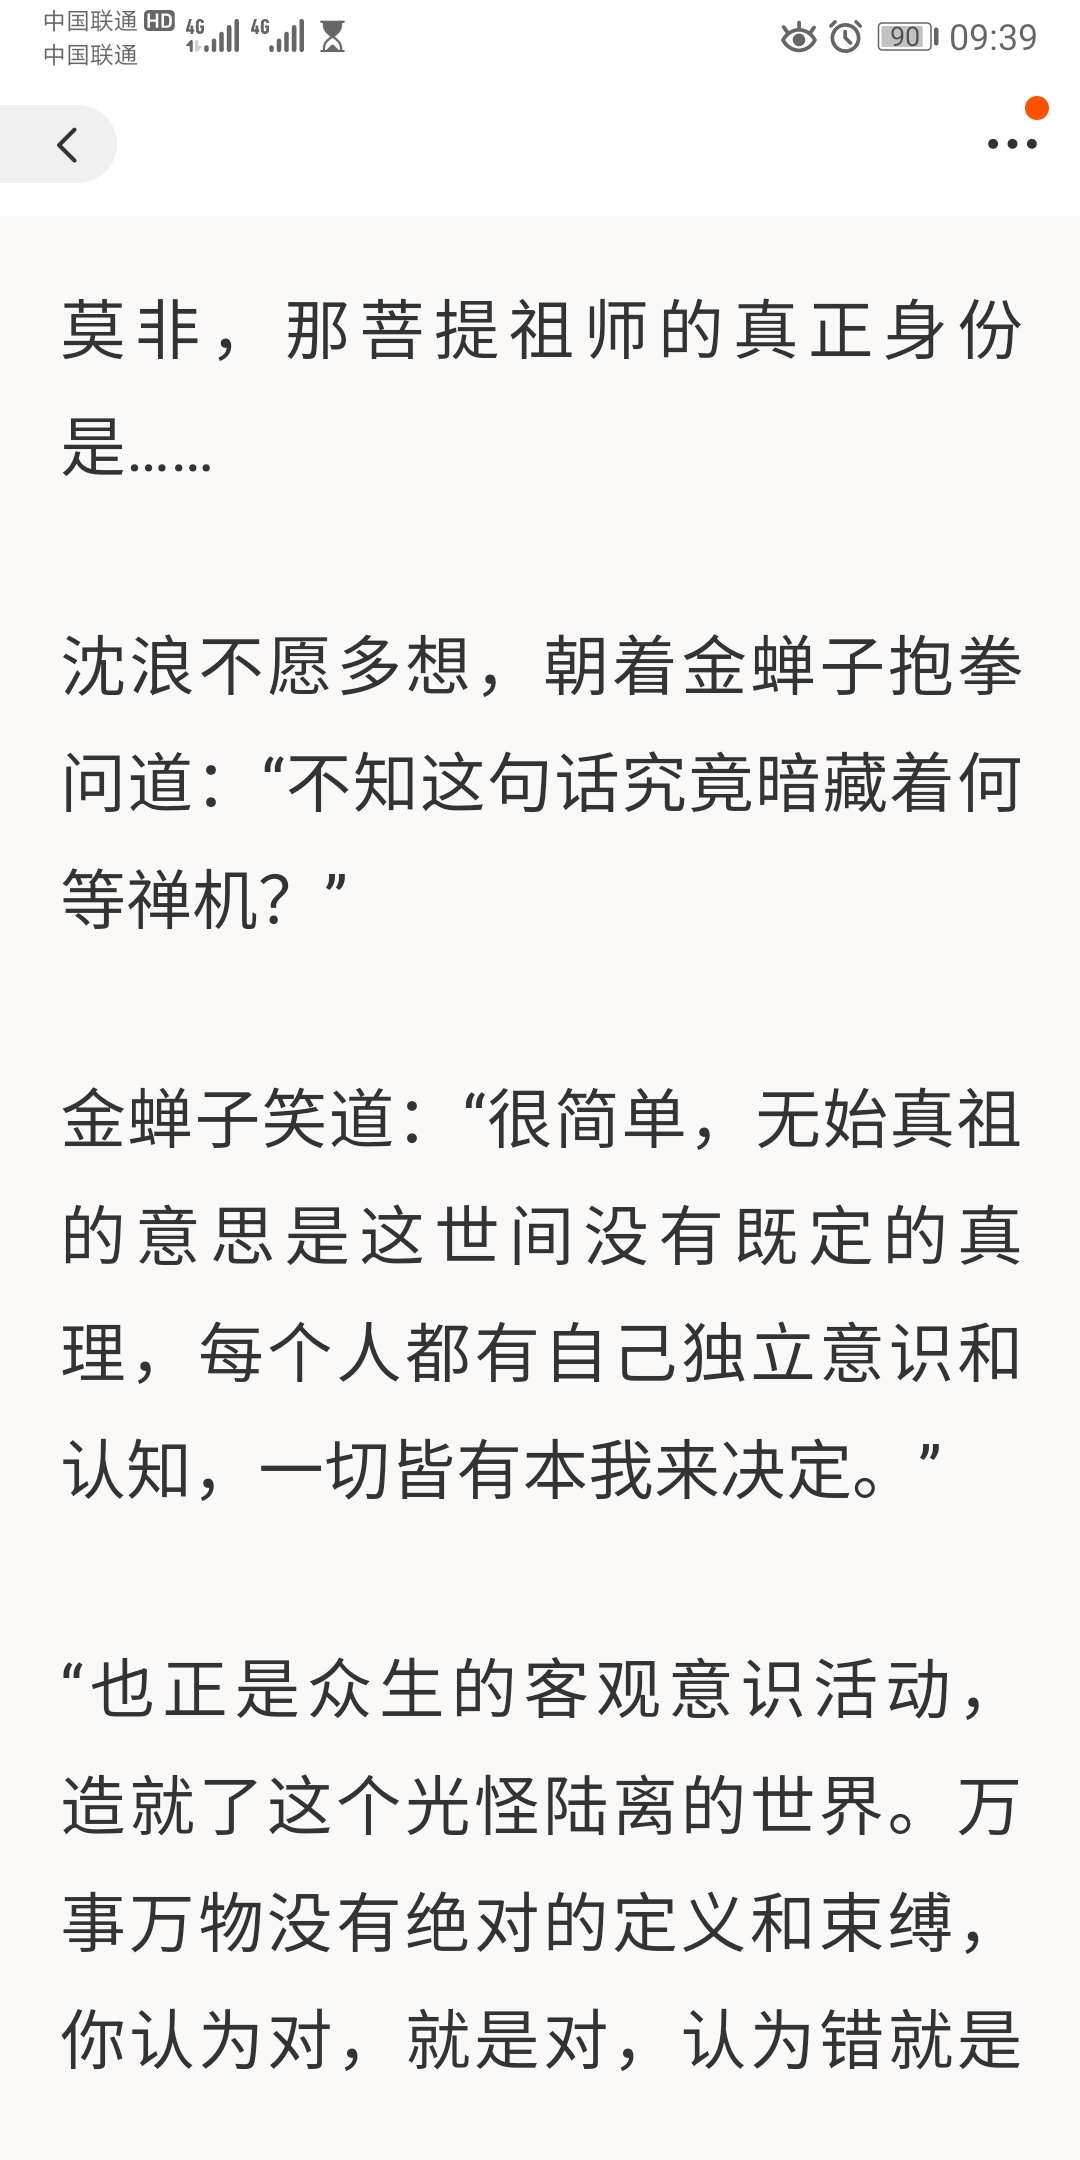 中国联通 HD 4G 4G 90 09:39
中国联通
莫非，那菩提祖师的真正身份
是……
沈浪不愿多想，朝着金蝉子抱拳
问道：“不知这句话究竟暗藏着何
等禅机？”
金蝉子笑道：“很简单，无始真祖
的意思是这世间没有既定的真
理，每个人都有自己独立意识和
认知，一切皆有本我来决定。”
“也正是众生的客观意识活动，
造就了这个光怪陆离的世界。万
事万物没有绝对的定义和束缚，
你认为对，就是对，认为错就是